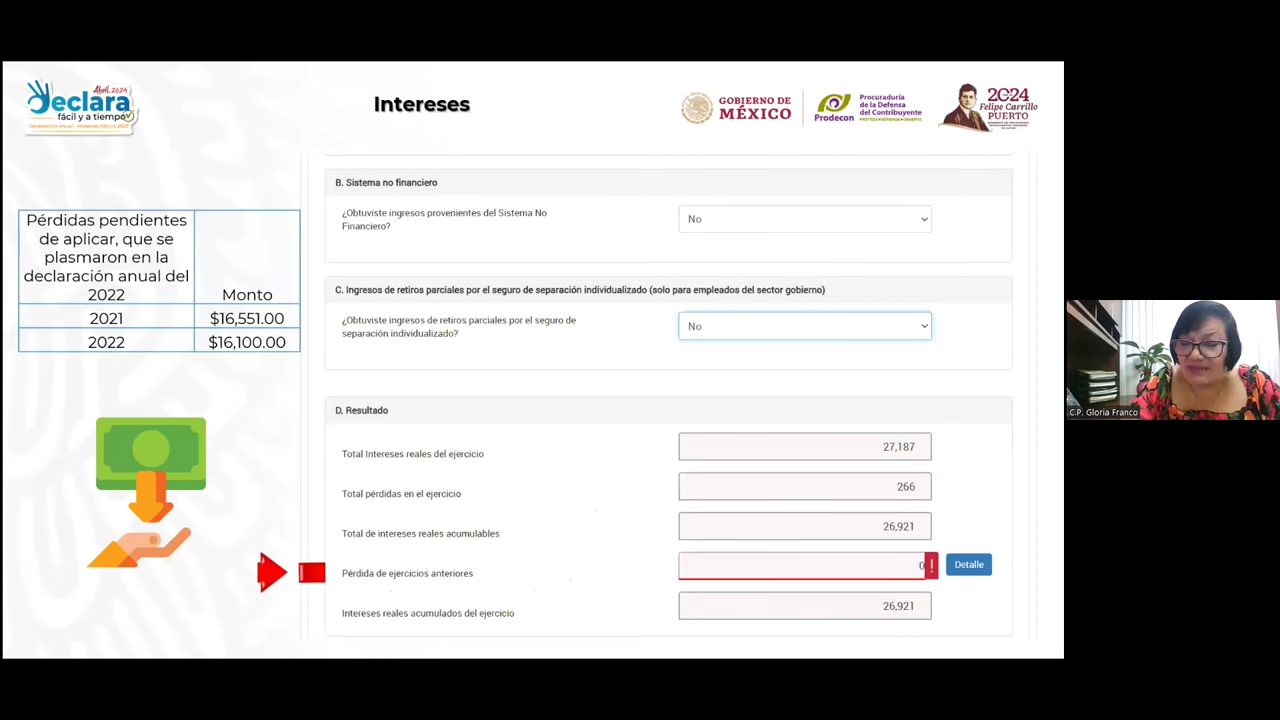 Abril 2024
Declara
fácil y a tiempo
Intereses
GOBIERNO DE
MÉXICO
Prodecon
Procuraduría
de la Defensa
del Contribuyente
2024
Felipe Carrillo
PUERTO
Pérdidas pendientes
de aplicar, que se
plasmaron en la
declaración anual del
2022
Monto
2021
$16,551.00
2022
$16,100.00
B. Sistema no financiero
¿Obtuviste ingresos provenientes del Sistema No
Financiero?
No
C. Ingresos de retiros parciales por el seguro de separación individualizado (solo para empleados del sector gobierno)
¿Obtuviste ingresos de retiros parciales por el seguro de
separación individualizado?
No
D. Resultado
Total Intereses reales del ejercicio
27,187
Total pérdidas en el ejercicio
266
Total de intereses reales acumulables
26,921
Pérdida de ejercicios anteriores
0
!
Detalle
Intereses reales acumulados del ejercicio
26,921
C.P. Gloria Franco